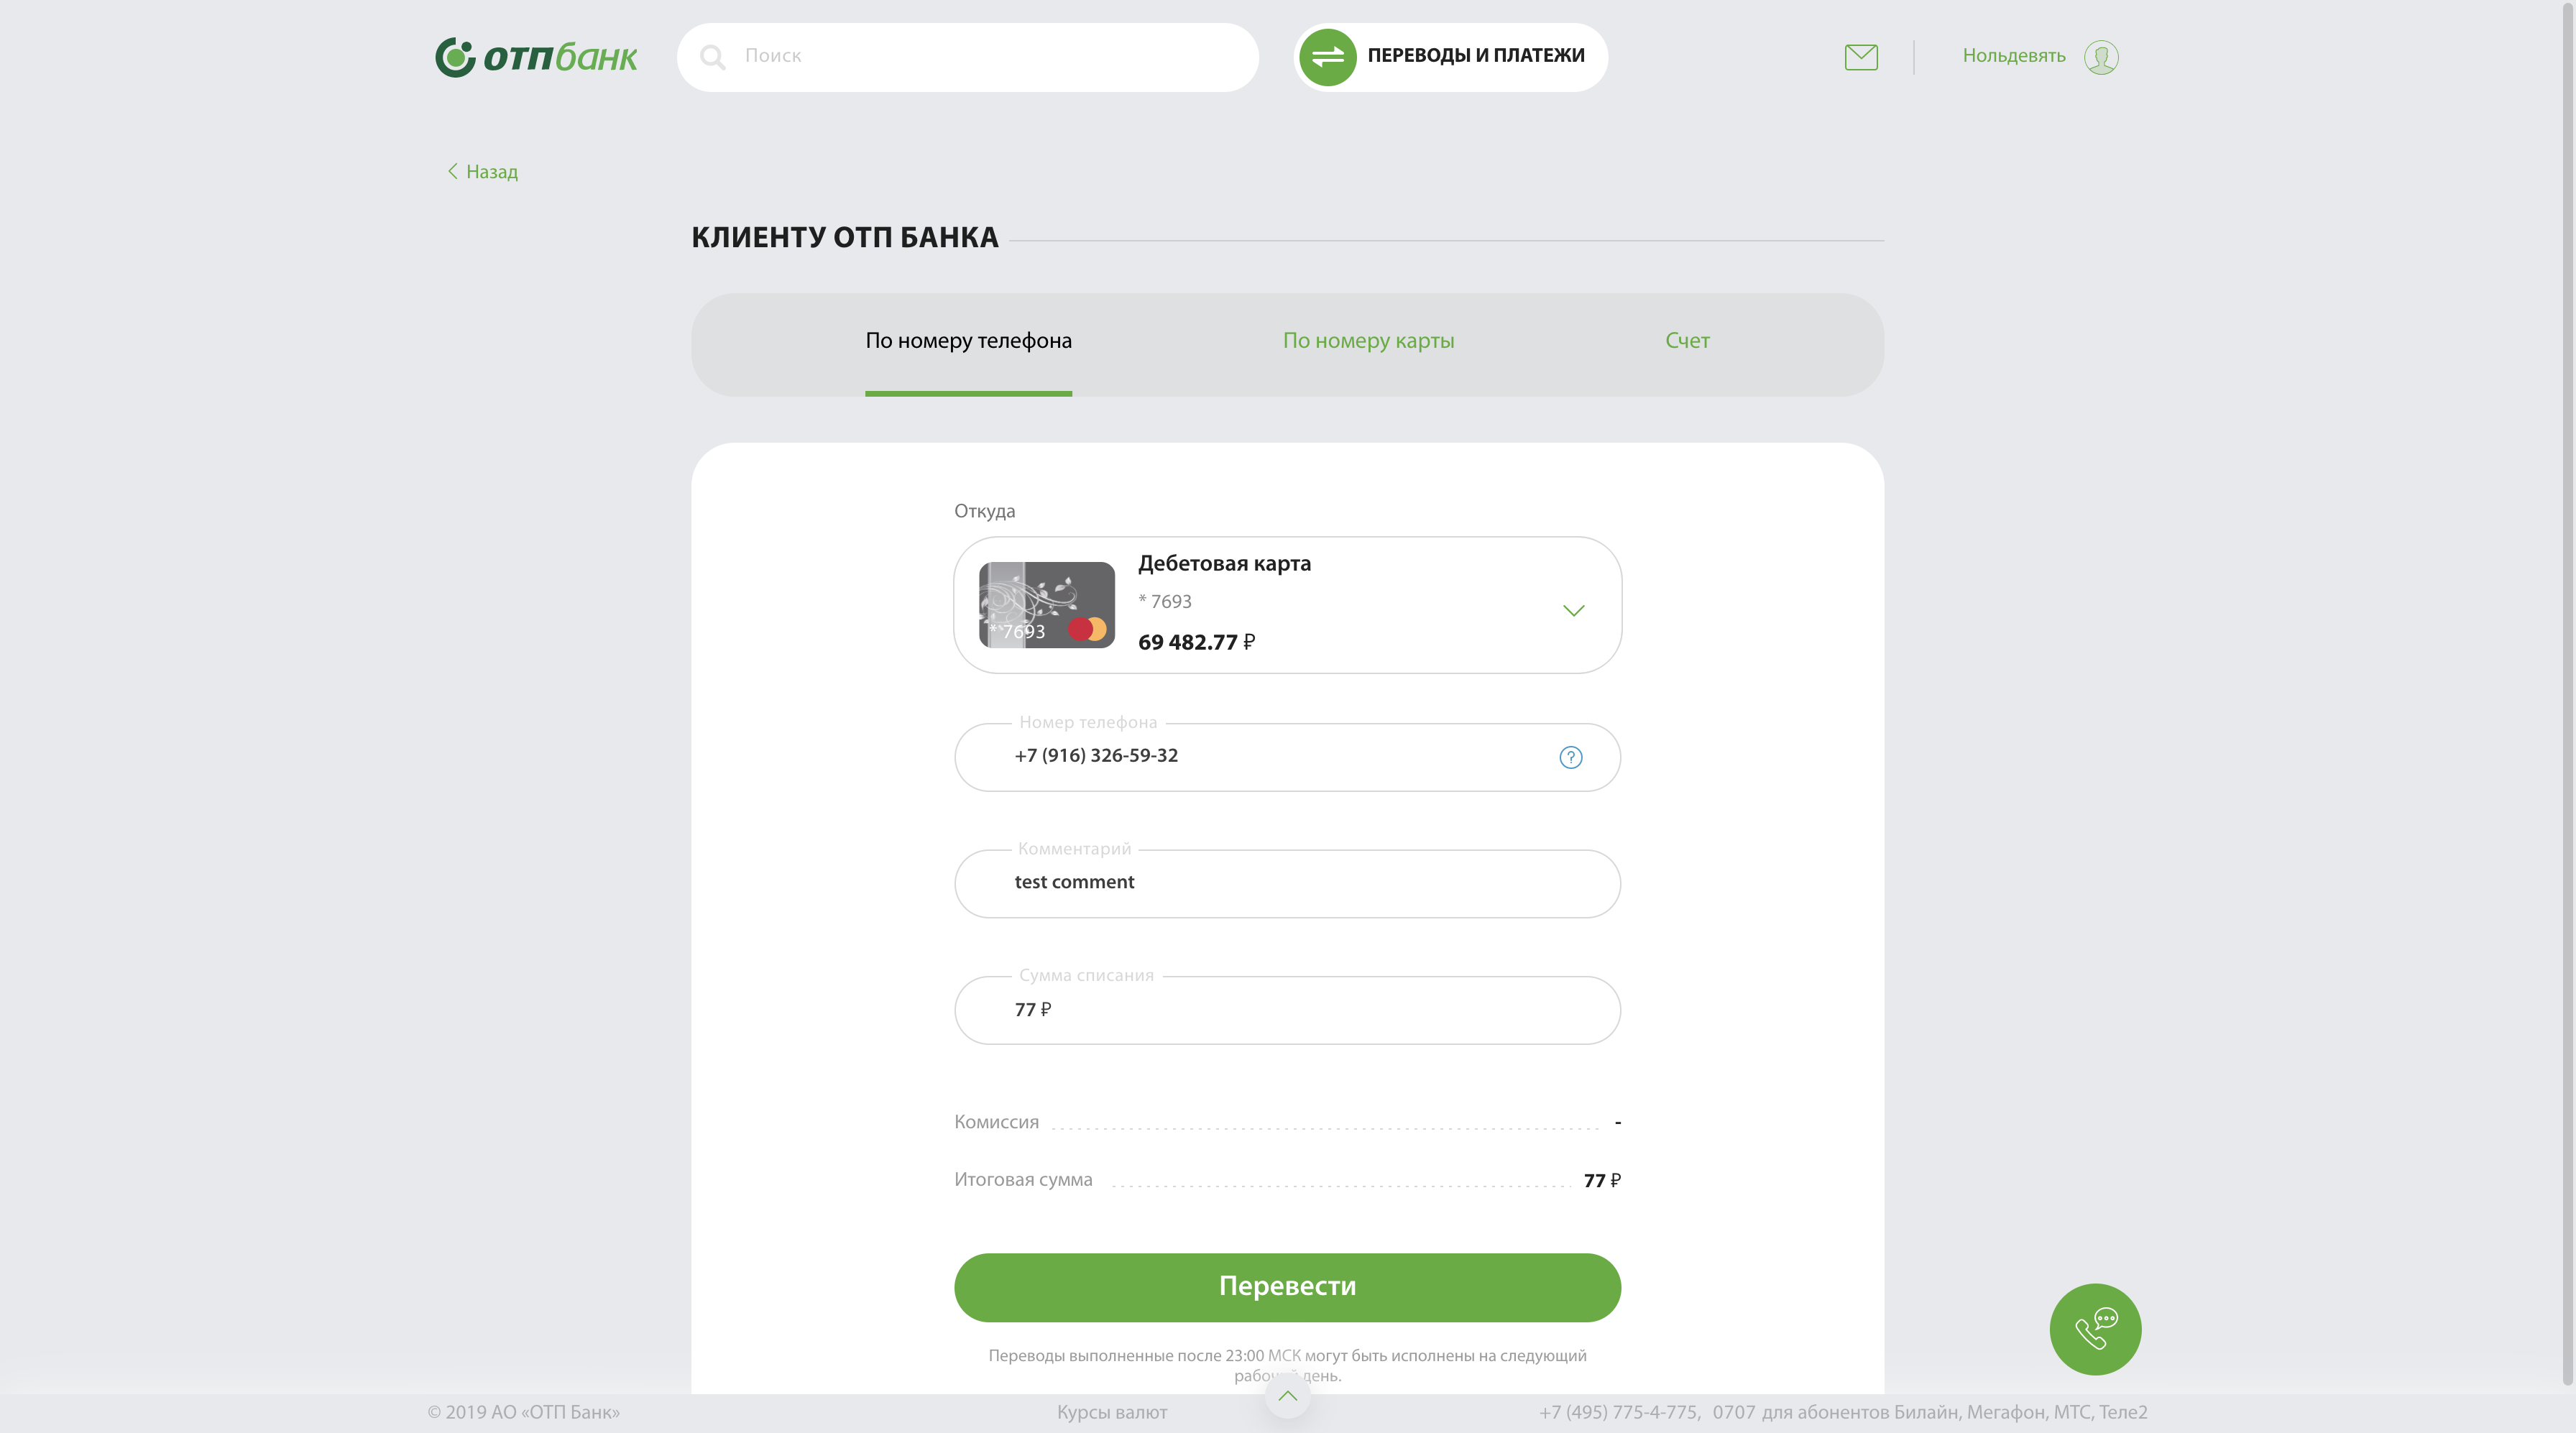 отпбанк
Поиск
ПЕРЕВОДЫ И ПЛАТЕЖИ
Нольдевять
Назад
КЛИЕНТУ ОТП БАНКА
По номеру телефона
По номеру карты
Счет
Откуда
Дебетовая карта
* 7693
* 7693
69 482.77 ₽
Номер телефона
+7 (916) 326-59-32
?
Комментарий
test comment
Сумма списания
77 ₽
Комиссия -
Итоговая сумма 77 ₽
Перевести
Переводы выполненные после 23:00 МСК могут быть исполнены на следующий
день.
© 2019 АО «ОТП Банк»
Курсы валют
+7 (495) 775-4-775, 0707 для абонентов Билайн, Мегафон, МТС, Теле2